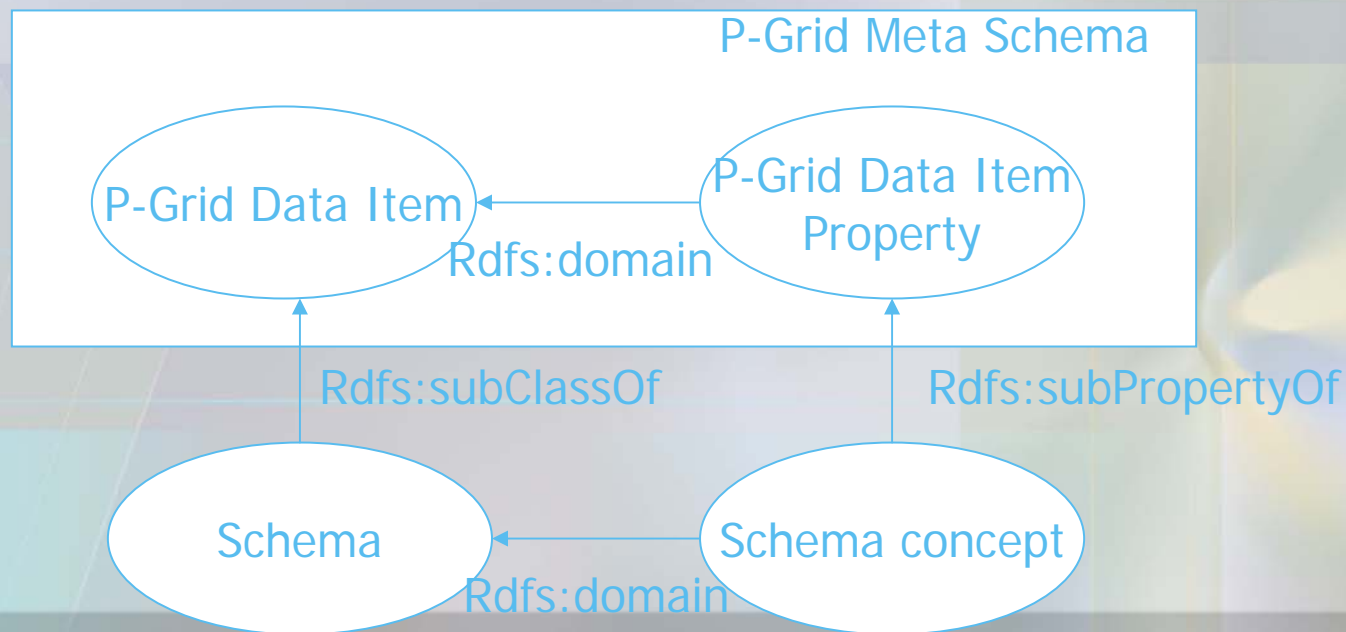 P-Grid Meta Schema
P-Grid Data Item
P-Grid Data Item
Property
Rdfs:domain
Rdfs:subClassOf
Rdfs:subPropertyOf
Schema
Schema concept
Rdfs:domain